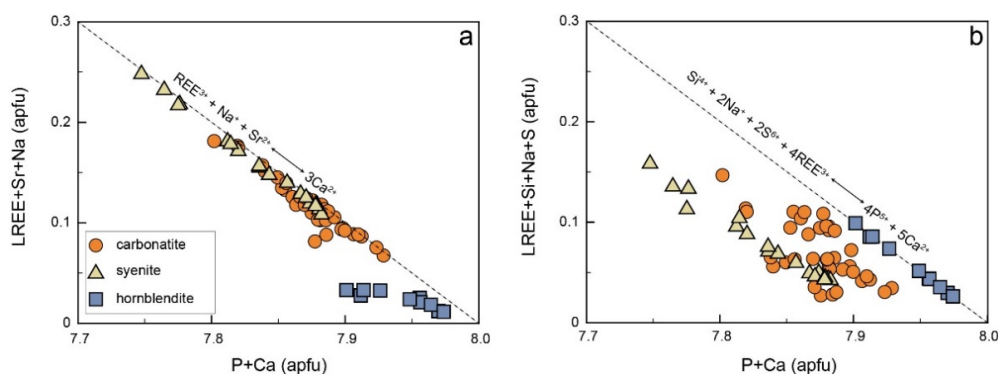 a
0.3
0.2
0.1
0
LREE+Sr+Na (apfu)
REE³⁺ + Na⁺ + Sr²⁺
3Ca²⁺
carbonatite
syenite
hornblendite
7.7
7.8
7.9
8.0
P+Ca (apfu)
b
0.3
0.2
0.1
0
LREE+Si+Na+S (apfu)
Si⁴⁺ + 2Na⁺ + 2S⁶⁺ + 4REE³⁺
4P⁵⁺ + 5Ca²⁺
7.7
7.8
7.9
8.0
P+Ca (apfu)